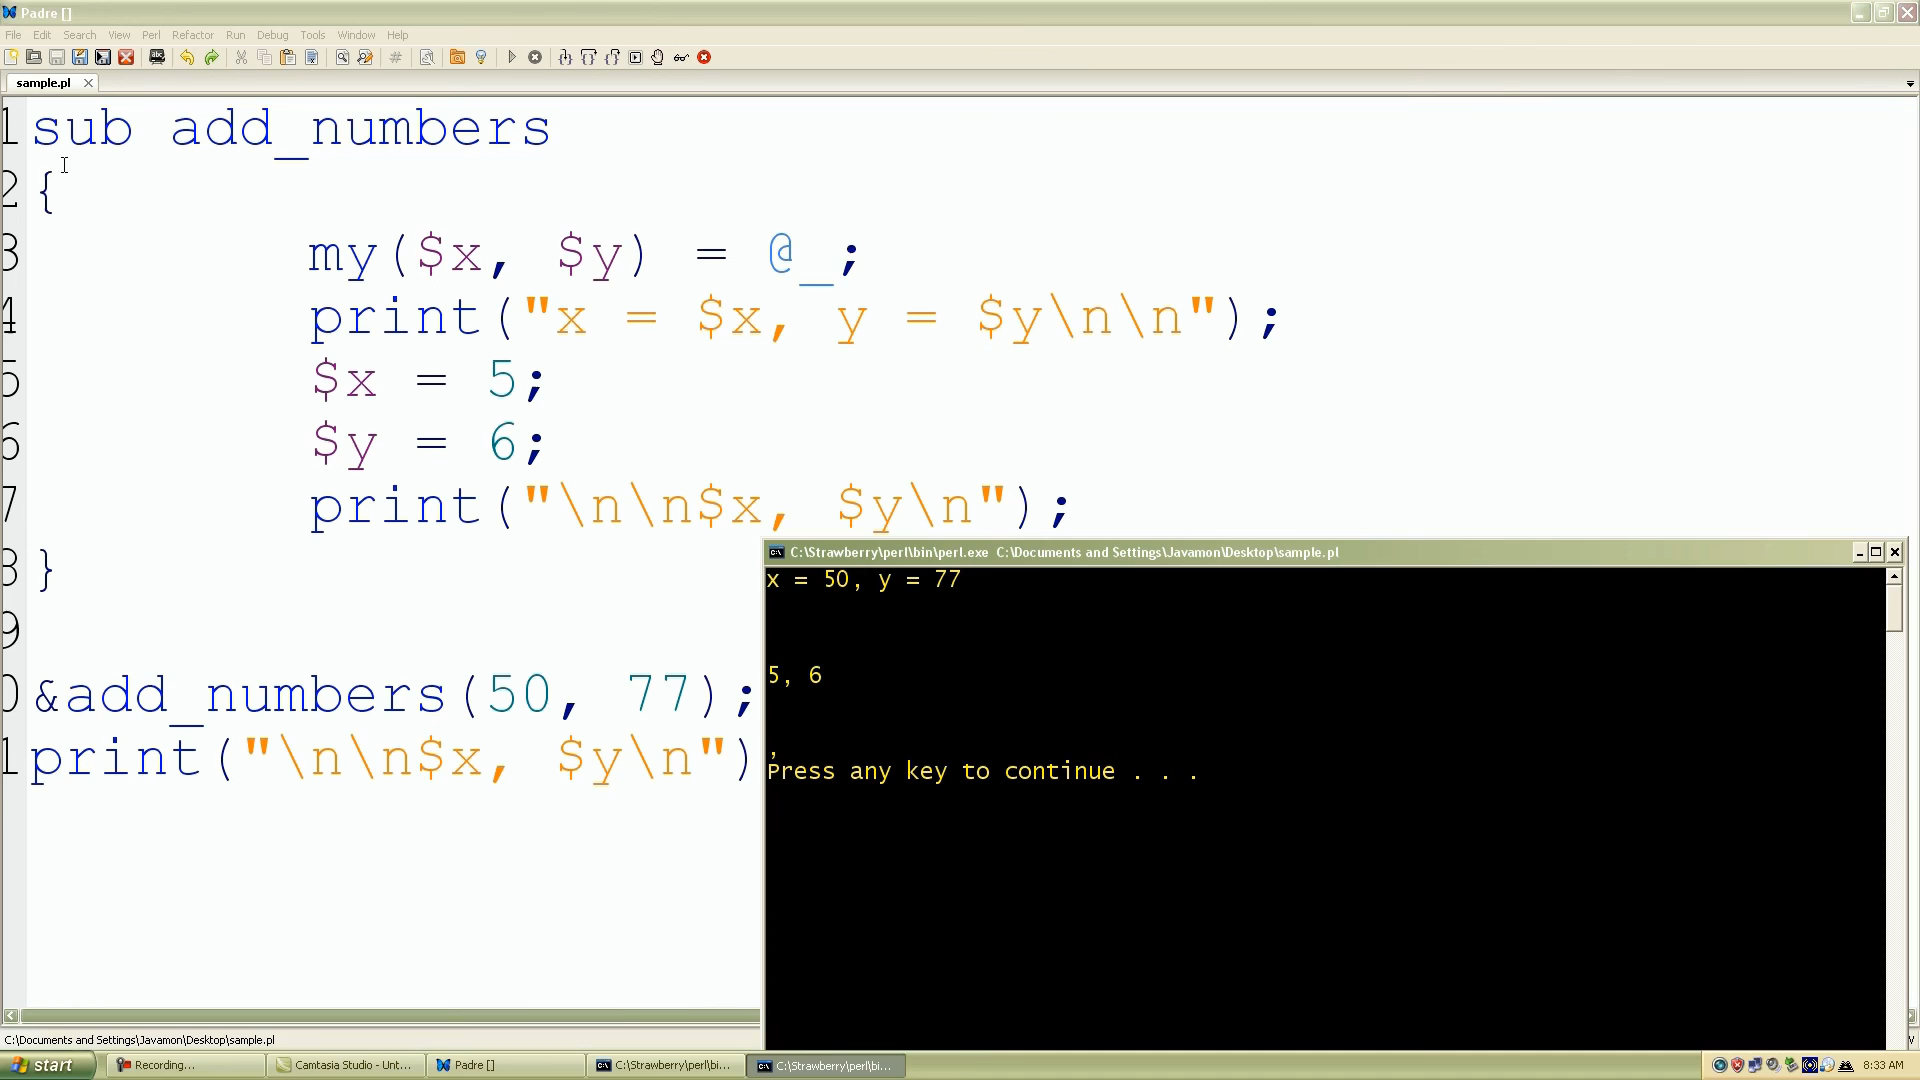 Padre []
File Edit Search View Perl Refactor Run Debug Tools Window Help
sample.pl
1 sub add_numbers
2 {
3 my($x, $y) = @_;
4 print("x = $x, y = $y\n\n");
5 $x = 5;
6 $y = 6;
7 print("\n\n$x, $y\n");
8 }
9
0 &add_numbers(50, 77);
1 print("\n\n$x, $y\n")
C:\Strawberry\perl\bin\perl.exe C:\Documents and Settings\Javamon\Desktop\sample.pl
x = 50, y = 77
5, 6
,
Press any key to continue . . .
C:\Documents and Settings\Javamon\Desktop\sample.pl
start Recording... Camtasia Studio - Unt... Padre [] C:\Strawberry\perl\bi... C:\Strawberry\perl\bi... 8:33 AM